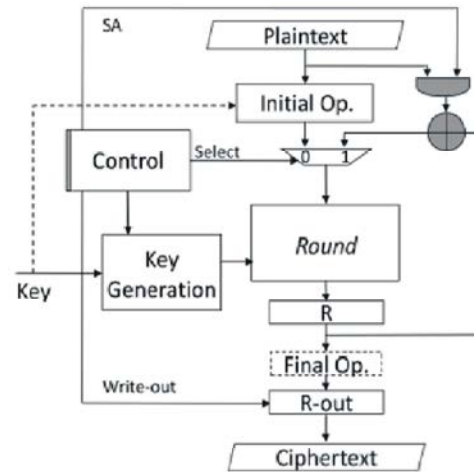 SA
Plaintext
Initial Op.
Control
Select
0 1
Key
Generation
Round
Key
R
Final Op.
Write-out
R-out
Ciphertext